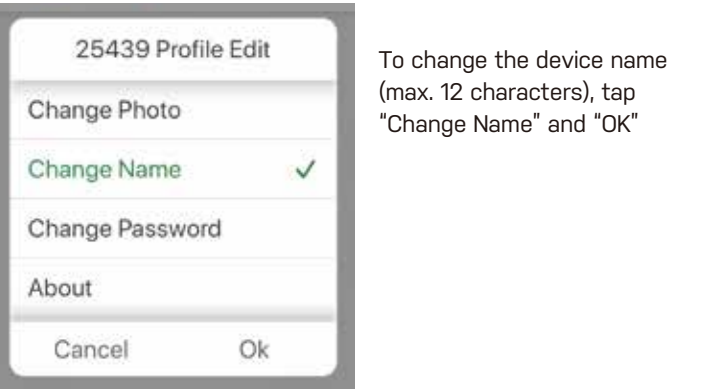 25439 Profile Edit
Change Photo
Change Name
Change Password
About
Cancel Ok
To change the device name
(max. 12 characters), tap
“Change Name” and “OK”